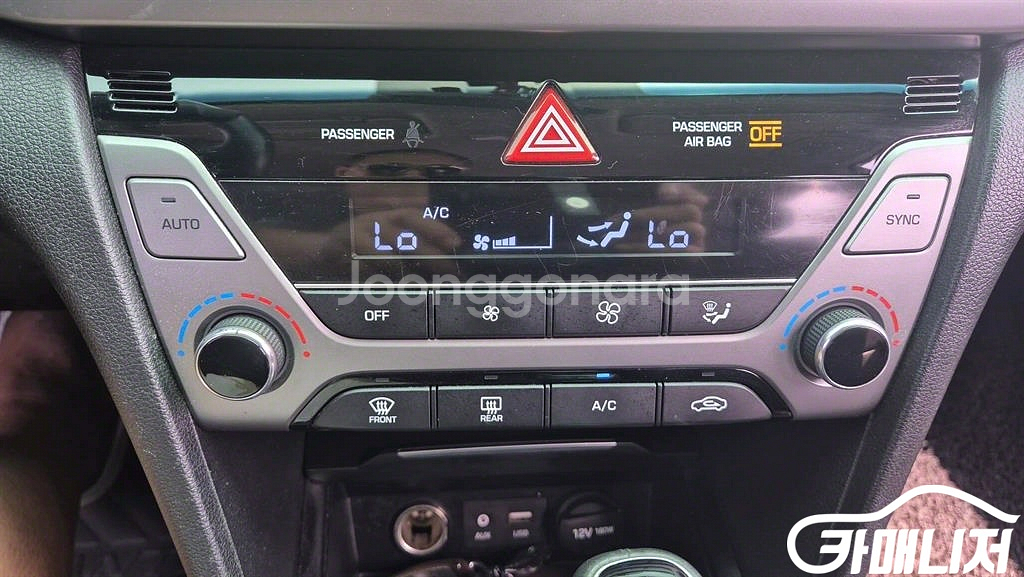 PASSENGER
PASSENGER AIR BAG OFF
AUTO
A/C
Lo
Lo
SYNC
Joonggonara
OFF
FRONT
REAR
A/C
AUX
USB
12V 180W
카매니저